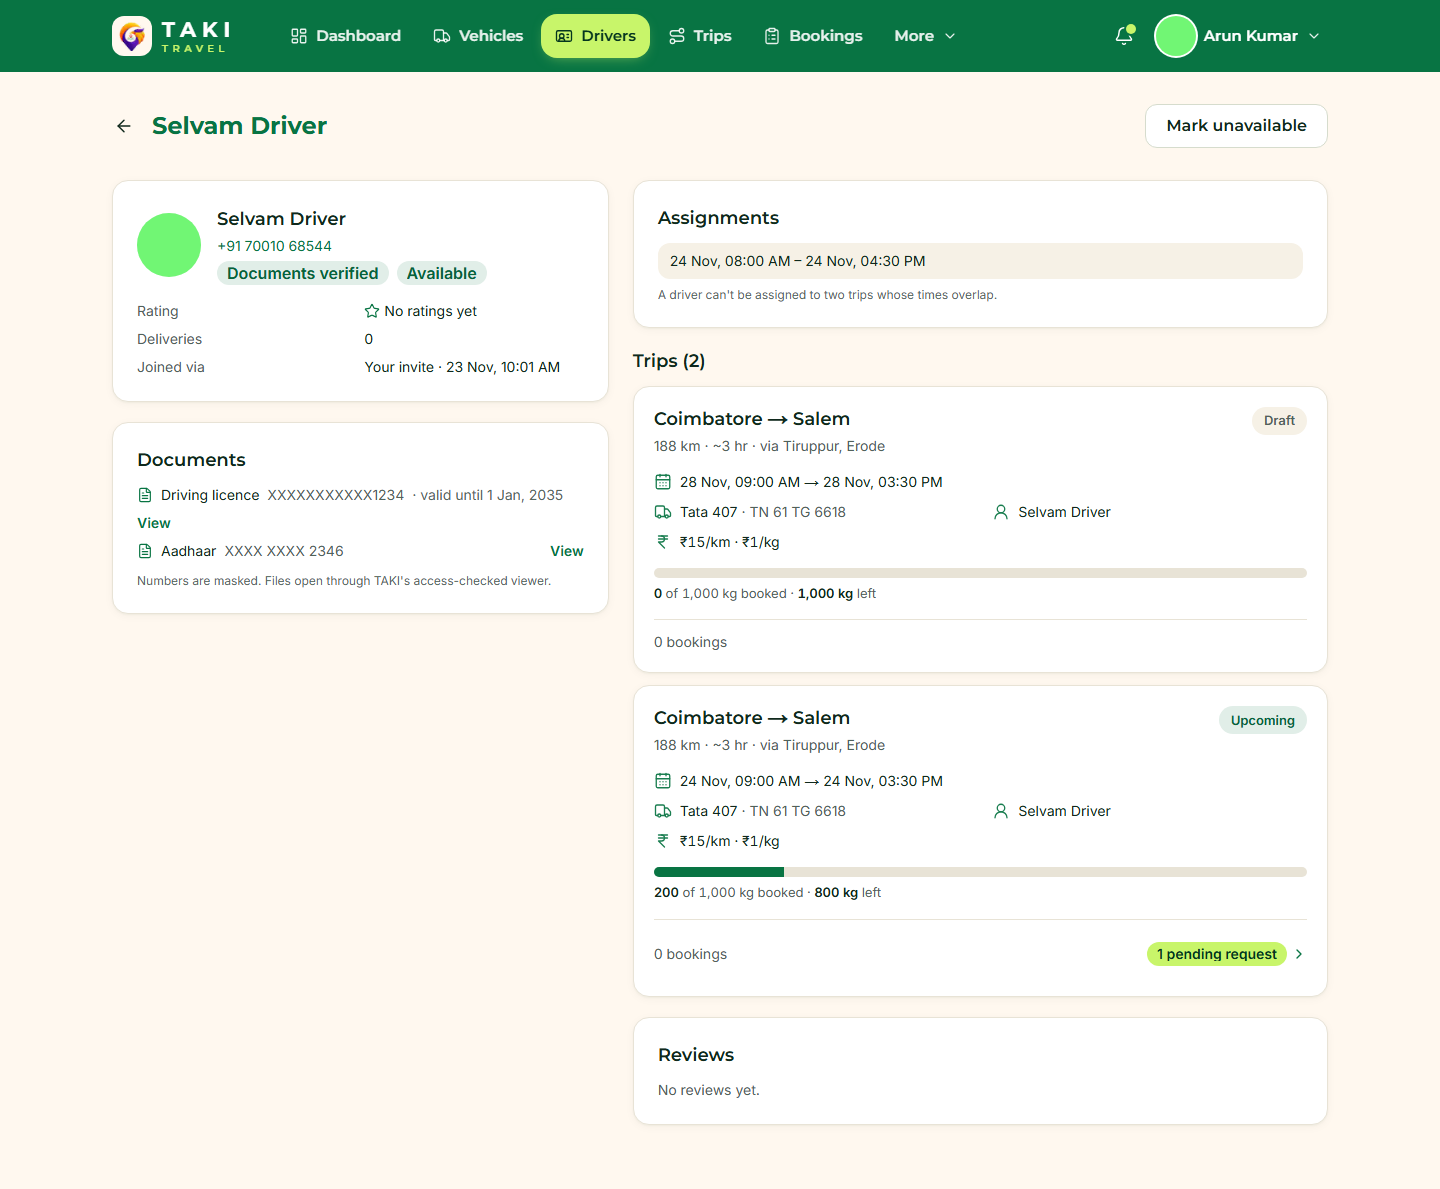 TAKI
TRAVEL
Dashboard
Vehicles
Drivers
Trips
Bookings
More
Arun Kumar
Selvam Driver
Mark unavailable
Selvam Driver
+91 70010 68544
Documents verified
Available
Rating
No ratings yet
Deliveries
0
Joined via
Your invite · 23 Nov, 10:01 AM
Documents
Driving licence XXXXXXXXXXX1234 · valid until 1 Jan, 2035
View
Aadhaar XXXX XXXX 2346
View
Numbers are masked. Files open through TAKI's access-checked viewer.
Assignments
24 Nov, 08:00 AM – 24 Nov, 04:30 PM
A driver can't be assigned to two trips whose times overlap.
Trips (2)
Coimbatore → Salem
Draft
188 km · ~3 hr · via Tiruppur, Erode
28 Nov, 09:00 AM → 28 Nov, 03:30 PM
Tata 407 · TN 61 TG 6618
Selvam Driver
₹ ₹15/km · ₹1/kg
0 of 1,000 kg booked · 1,000 kg left
0 bookings
Coimbatore → Salem
Upcoming
188 km · ~3 hr · via Tiruppur, Erode
24 Nov, 09:00 AM → 24 Nov, 03:30 PM
Tata 407 · TN 61 TG 6618
Selvam Driver
₹ ₹15/km · ₹1/kg
200 of 1,000 kg booked · 800 kg left
0 bookings
1 pending request
Reviews
No reviews yet.